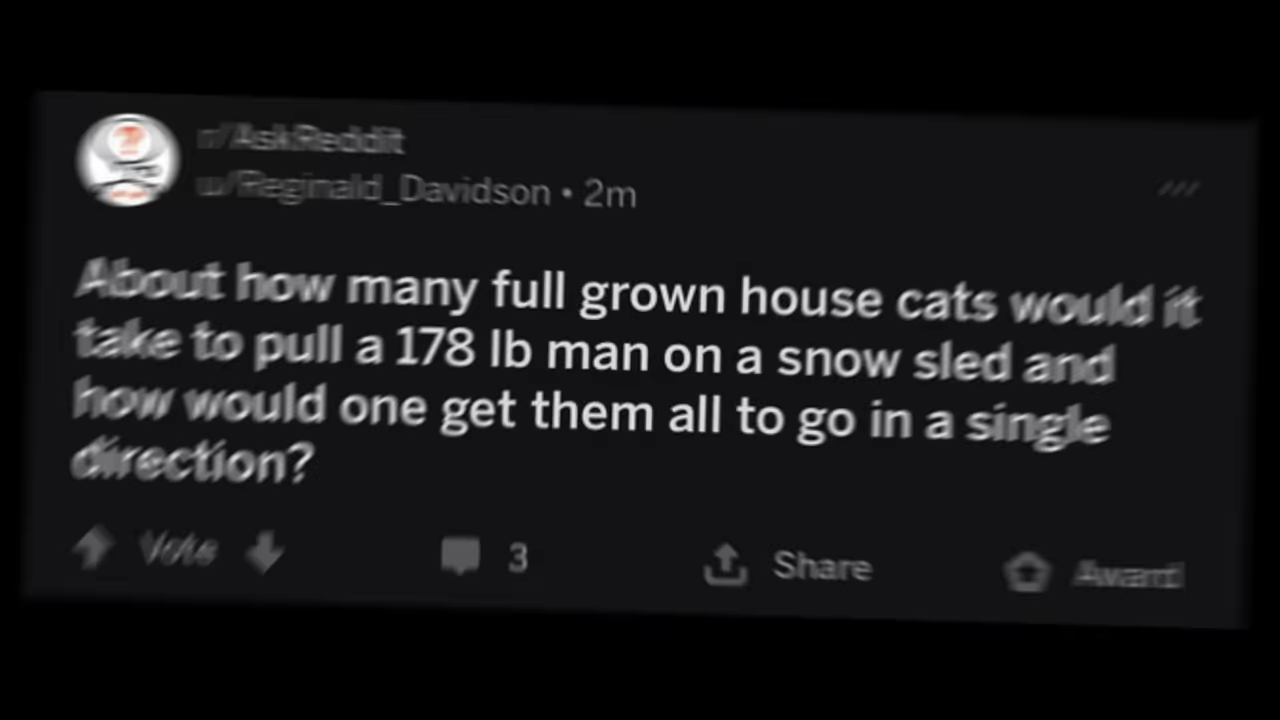 r/AskReddit
u/Reginald_Davidson • 2m
About how many full grown house cats would it
take to pull a 178 lb man on a snow sled and
how would one get them all to go in a single
direction?
Vote 3 Share Award